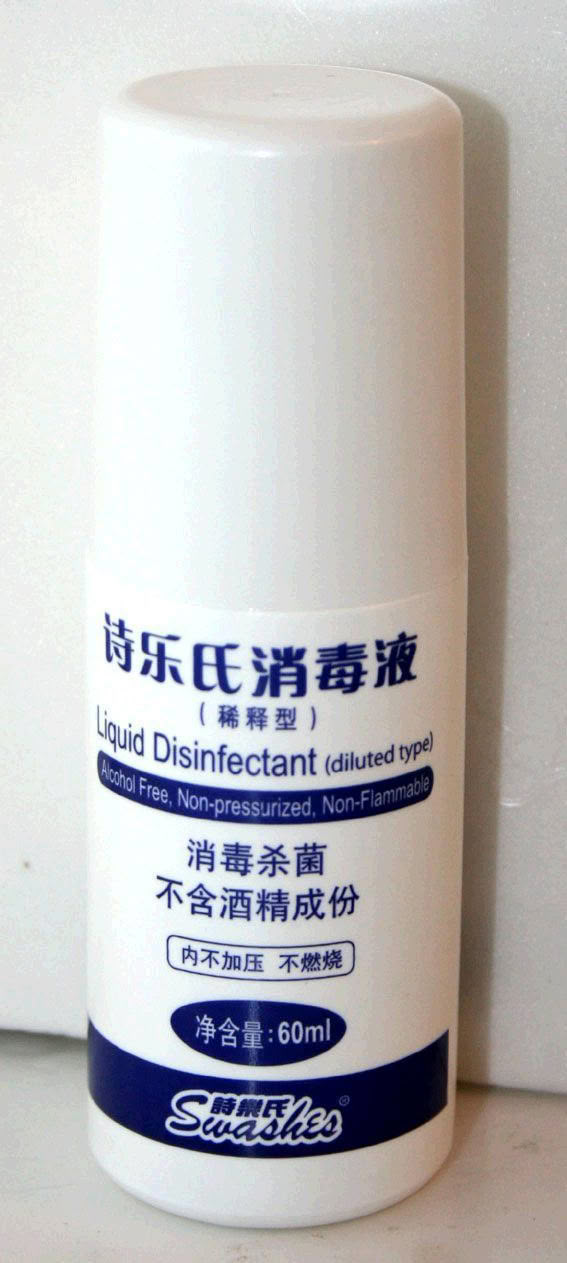 诗乐氏消毒液
(稀释型)
Liquid Disinfectant (diluted type)
Alcohol Free, Non-pressurized, Non-Flammable
消毒杀菌
不含酒精成份
内不加压 不燃烧
净含量:60ml
詩樂氏®
Swashes